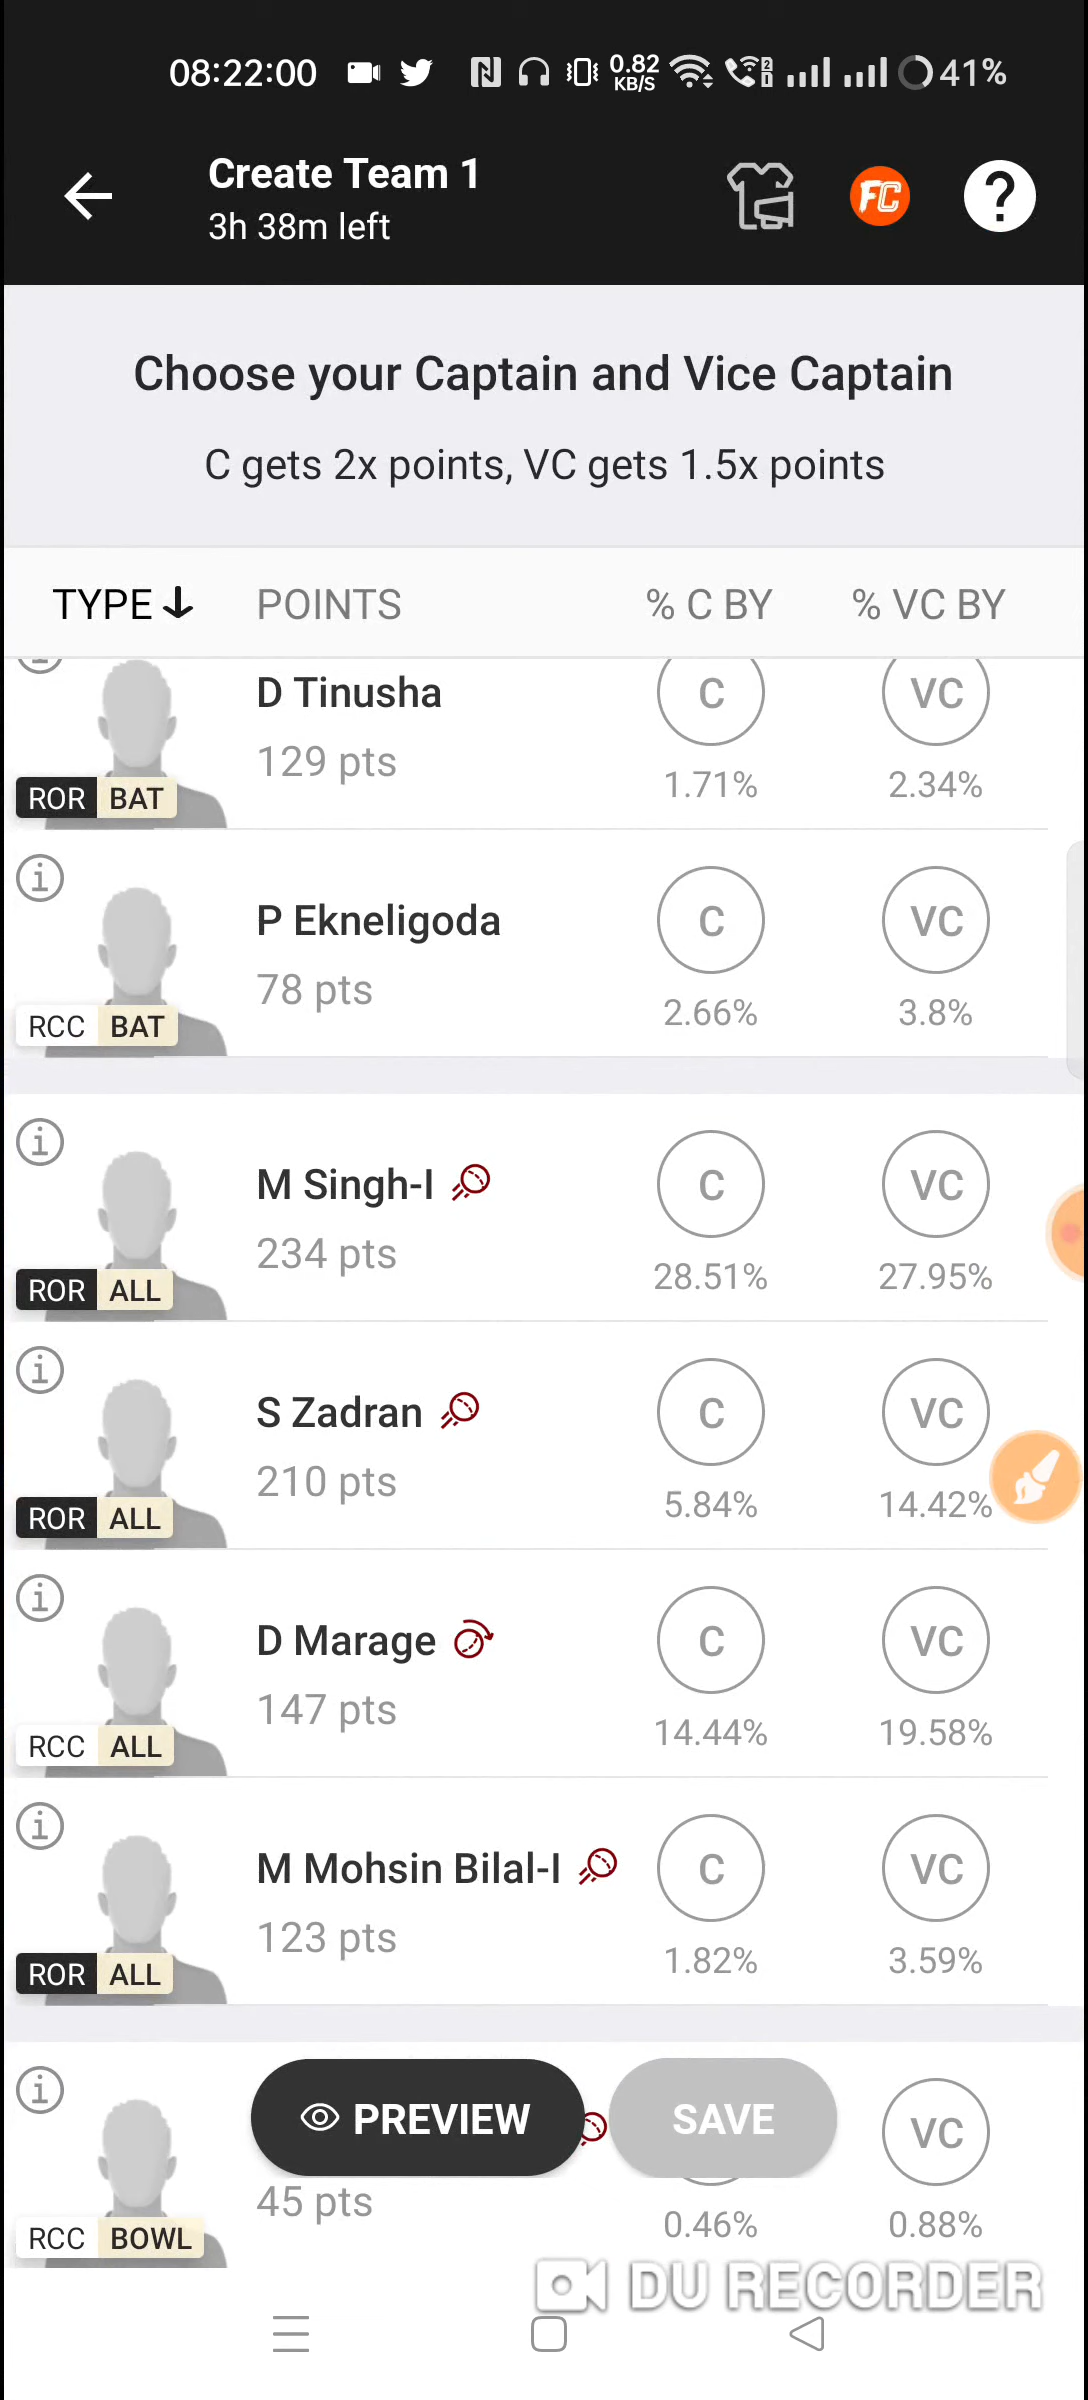 08:22:00 0.82 KB/S 41%
Create Team 1
3h 38m left
FC ?
Choose your Captain and Vice Captain
C gets 2x points, VC gets 1.5x points
TYPE POINTS % C BY % VC BY
D Tinusha C VC
129 pts 1.71% 2.34%
ROR BAT
P Ekneligoda C VC
78 pts 2.66% 3.8%
RCC BAT
M Singh-I C VC
234 pts 28.51% 27.95%
ROR ALL
S Zadran C VC
210 pts 5.84% 14.42%
ROR ALL
D Marage C VC
147 pts 14.44% 19.58%
RCC ALL
M Mohsin Bilal-I C VC
123 pts 1.82% 3.59%
ROR ALL
PREVIEW SAVE VC
45 pts 0.46% 0.88%
RCC BOWL
DU RECORDER